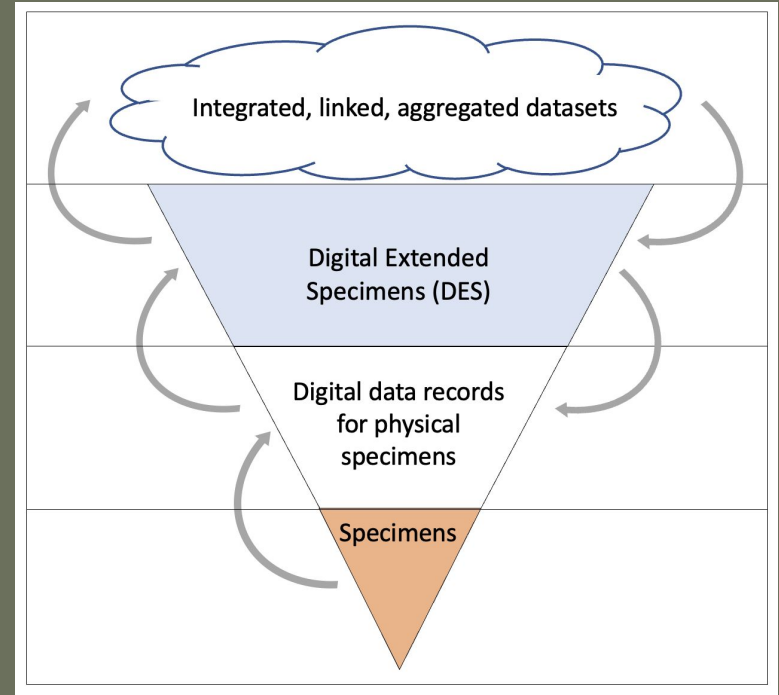 Integrated, linked, aggregated datasets
Digital Extended
Specimens (DES)
Digital data records
for physical
specimens
Specimens